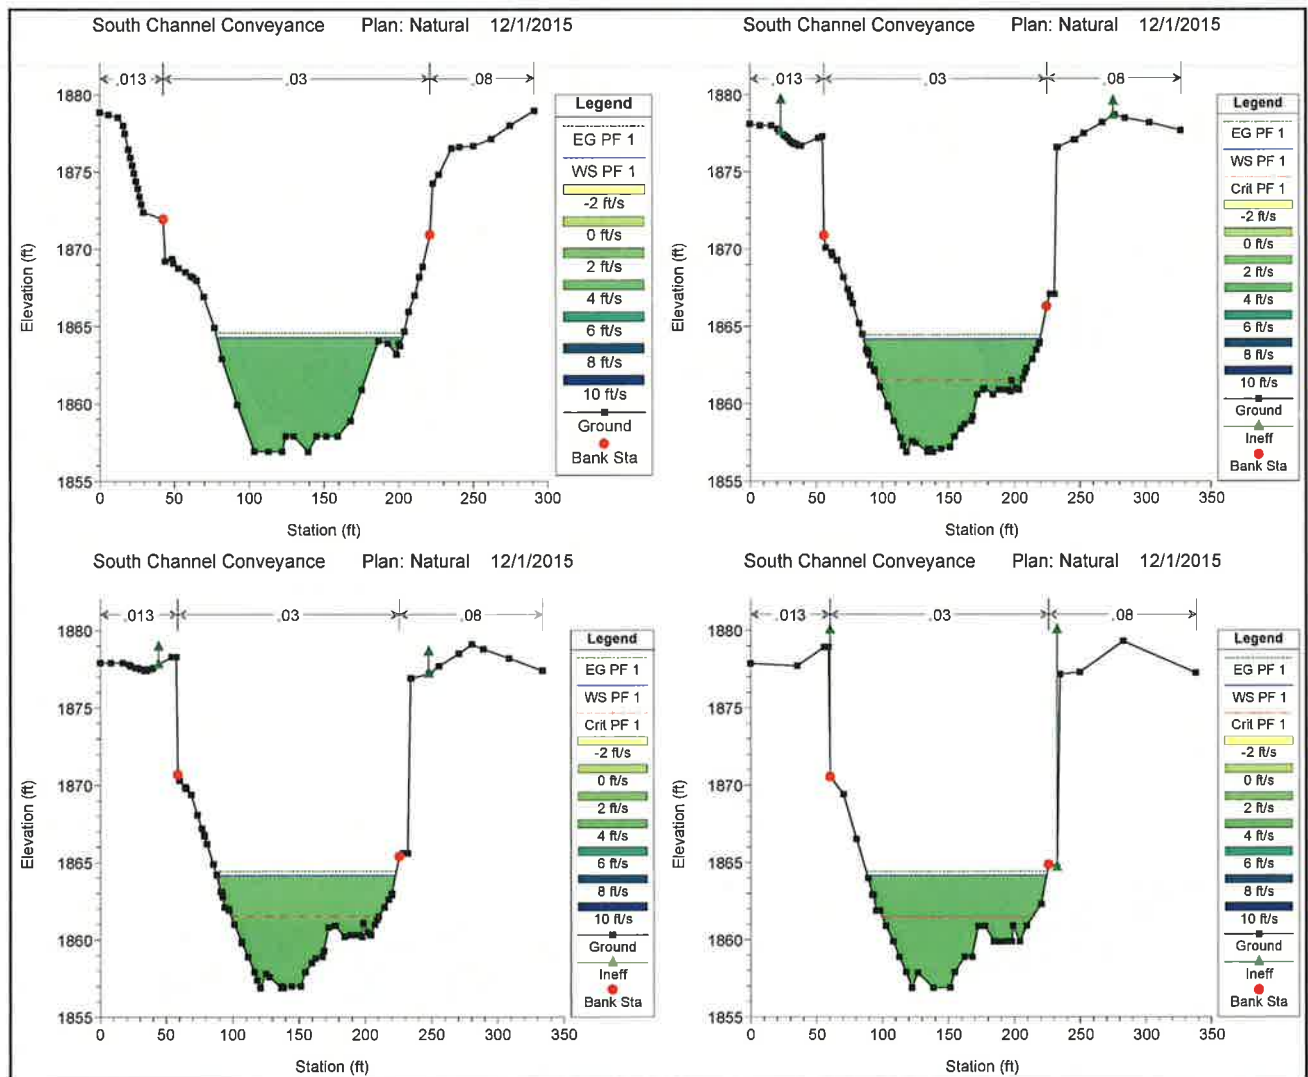 South Channel Conveyance Plan: Natural 12/1/2015
.013 .03 .08
Elevation (ft)
1880
1875
1870
1865
1860
1855
0 50 100 150 200 250 300
Station (ft)
Legend
EG PF 1
WS PF 1
-2 ft/s
0 ft/s
2 ft/s
4 ft/s
6 ft/s
8 ft/s
10 ft/s
Ground
Bank Sta
South Channel Conveyance Plan: Natural 12/1/2015
.013 .03 .08
Elevation (ft)
1880
1875
1870
1865
1860
1855
0 50 100 150 200 250 300 350
Station (ft)
Legend
EG PF 1
WS PF 1
Crit PF 1
-2 ft/s
0 ft/s
2 ft/s
4 ft/s
6 ft/s
8 ft/s
10 ft/s
Ground
Ineff
Bank Sta
South Channel Conveyance Plan: Natural 12/1/2015
.013 .03 .08
Elevation (ft)
1880
1875
1870
1865
1860
1855
0 50 100 150 200 250 300 350
Station (ft)
Legend
EG PF 1
WS PF 1
Crit PF 1
-2 ft/s
0 ft/s
2 ft/s
4 ft/s
6 ft/s
8 ft/s
10 ft/s
Ground
Ineff
Bank Sta
South Channel Conveyance Plan: Natural 12/1/2015
.013 .03 .08
Elevation (ft)
1880
1875
1870
1865
1860
1855
0 50 100 150 200 250 300 350
Station (ft)
Legend
EG PF 1
WS PF 1
Crit PF 1
-2 ft/s
0 ft/s
2 ft/s
4 ft/s
6 ft/s
8 ft/s
10 ft/s
Ground
Ineff
Bank Sta